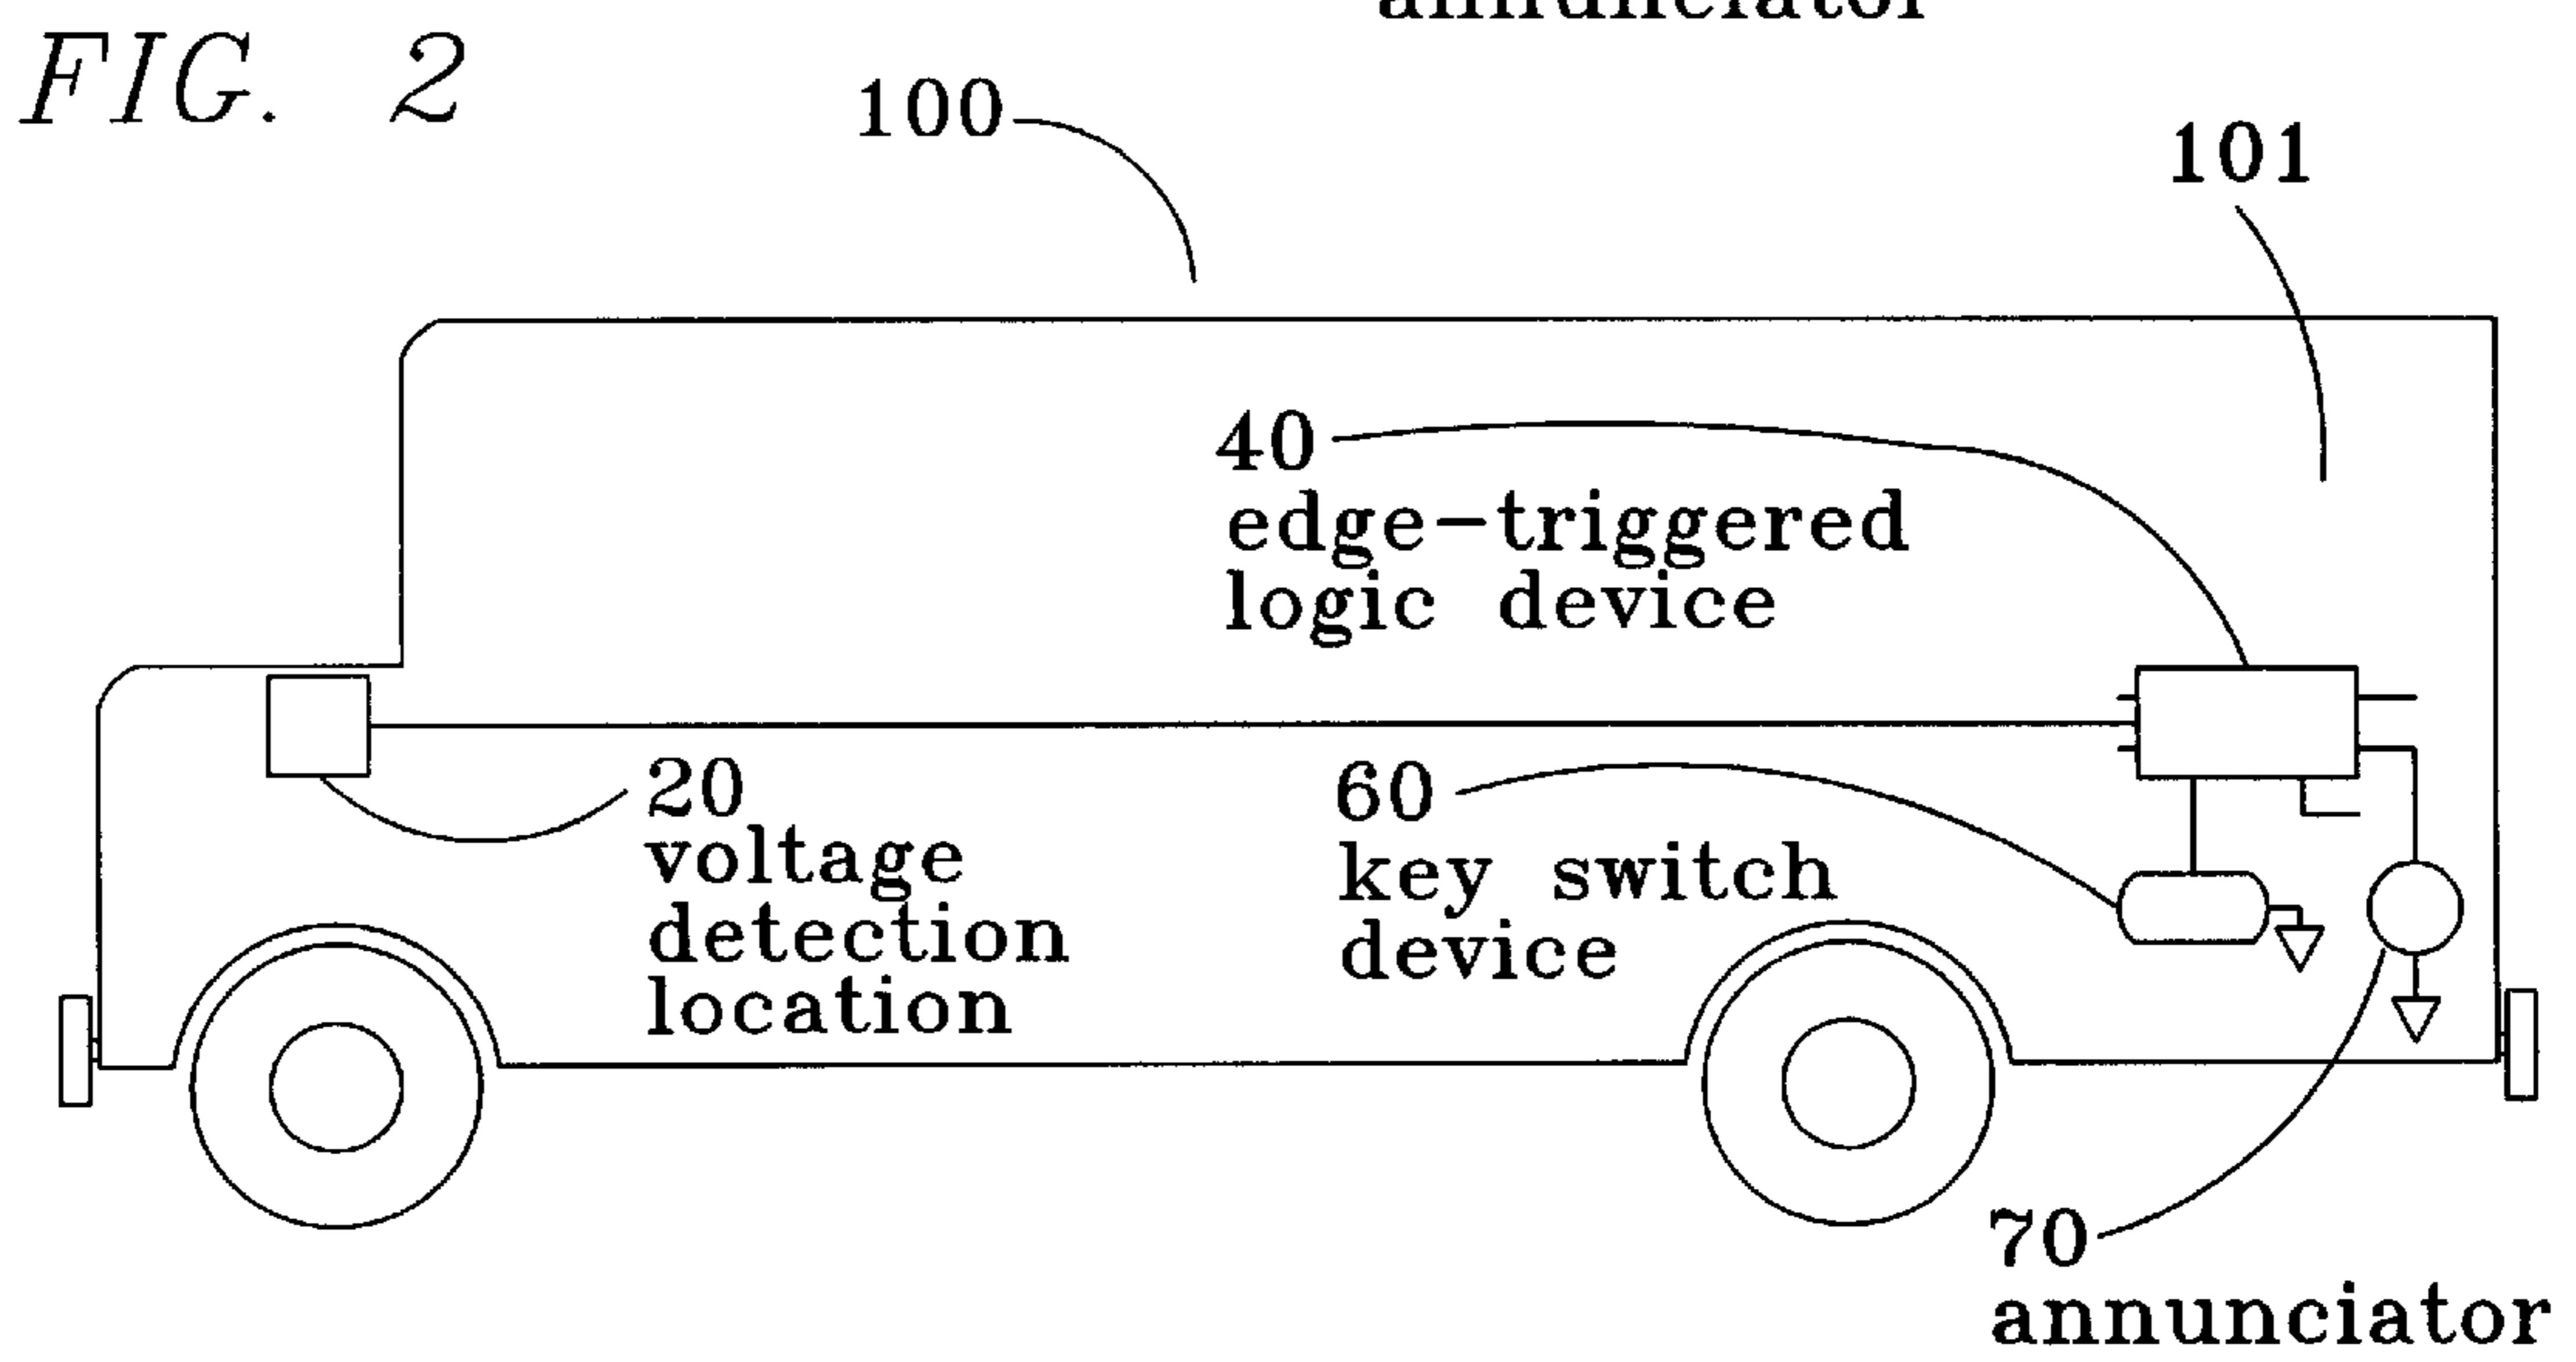 annunciator
FIG. 2
100
101
40
edge-triggered
logic device
20
voltage
detection
location
60
key switch
device
70
annunciator